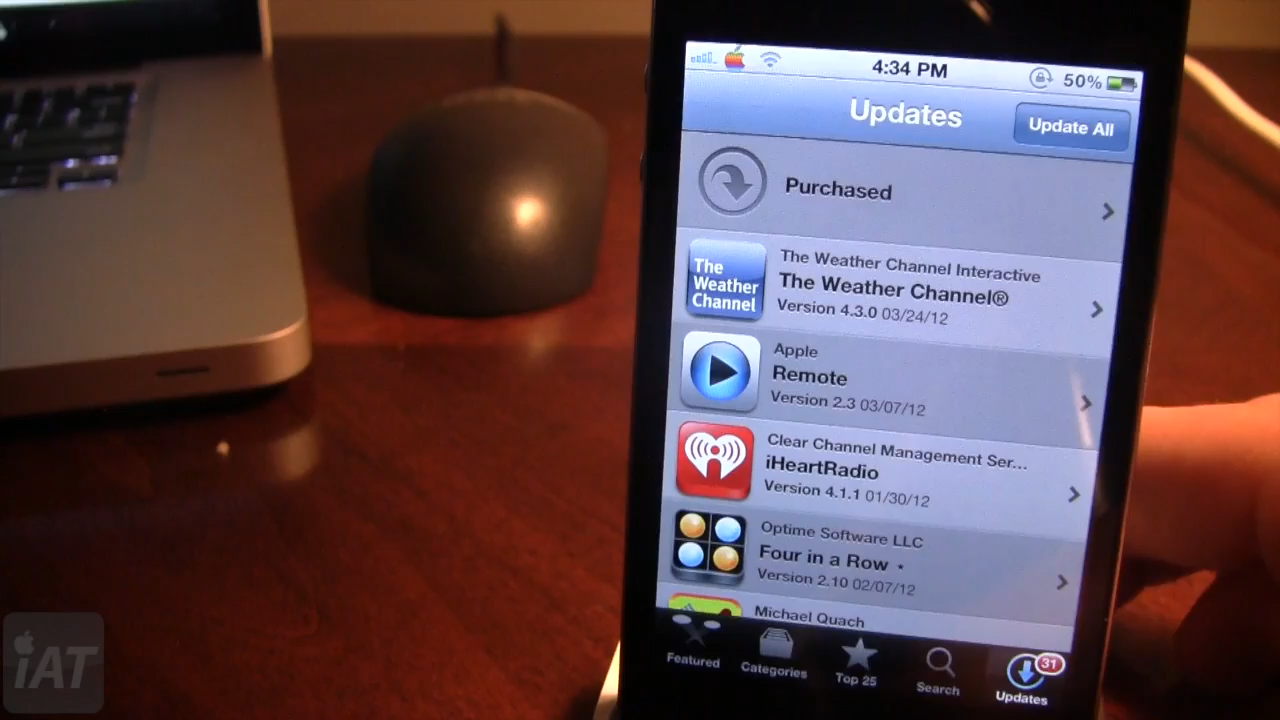 4:34 PM
50%
Updates
Update All
Purchased
The Weather Channel Interactive
The Weather Channel®
Version 4.3.0 03/24/12
The
Weather
Channel
Apple
Remote
Version 2.3 03/07/12
Clear Channel Management Ser...
iHeartRadio
Version 4.1.1 01/30/12
Optime Software LLC
Four in a Row
Version 2.10 02/07/12
Michael Quach
Featured
Categories
Top 25
Search
31
Updates
iAT